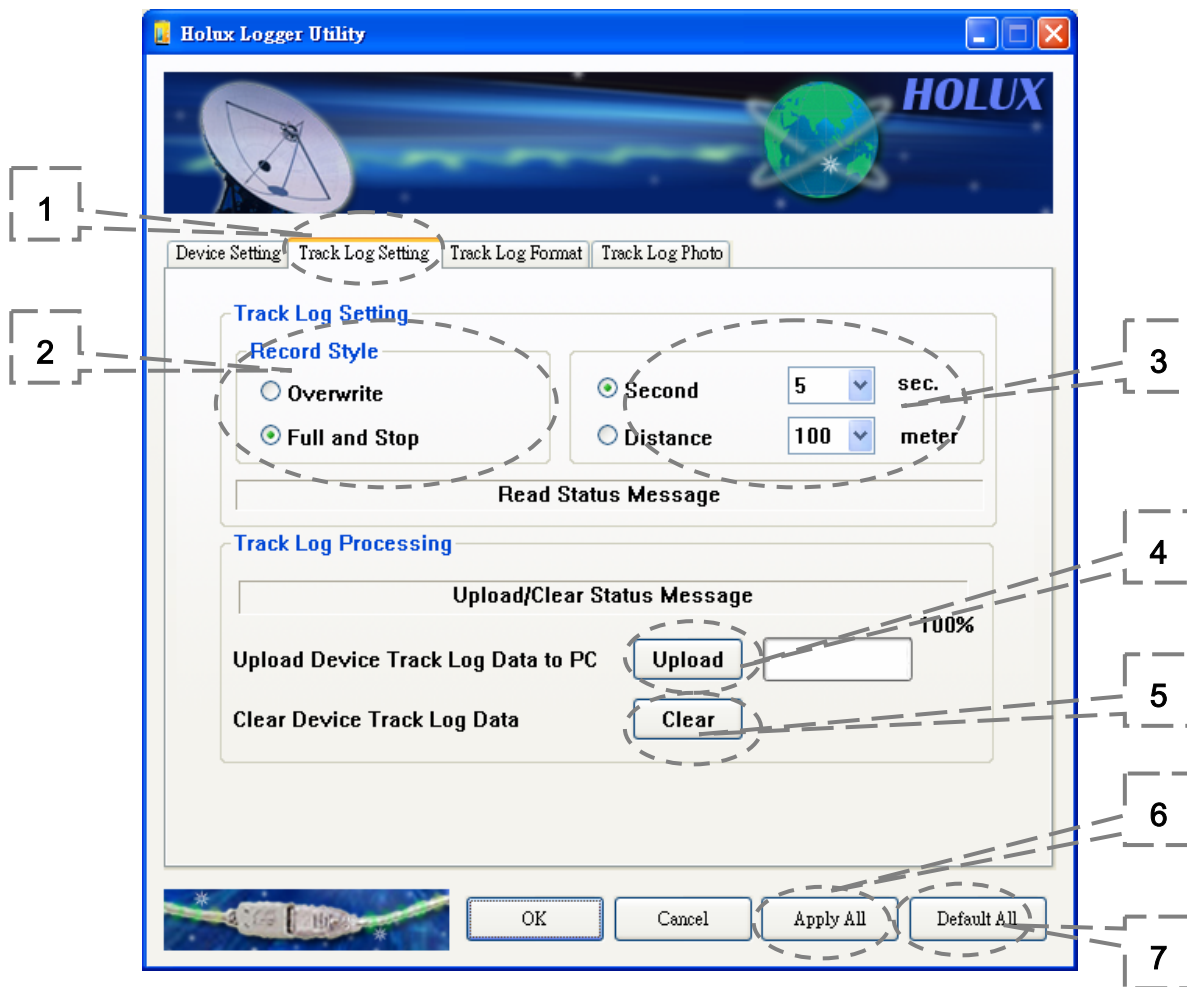 Holux Logger Utility
HOLUX
1
Device Setting Track Log Setting Track Log Format Track Log Photo
Track Log Setting
2
Record Style
3
Overwrite
Second 5 sec.
Full and Stop
Distance 100 meter
Read Status Message
Track Log Processing
4
Upload/Clear Status Message
100%
Upload Device Track Log Data to PC Upload
5
Clear Device Track Log Data Clear
6
OK Cancel Apply All Default All
7